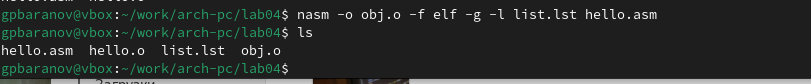 gpbaranov@vbox:~/work/arch-pc/lab04$ nasm -o obj.o -f elf -g -l list.lst hello.asm
gpbaranov@vbox:~/work/arch-pc/lab04$ ls
hello.asm  hello.o  list.lst  obj.o
gpbaranov@vbox:~/work/arch-pc/lab04$
Загрузки